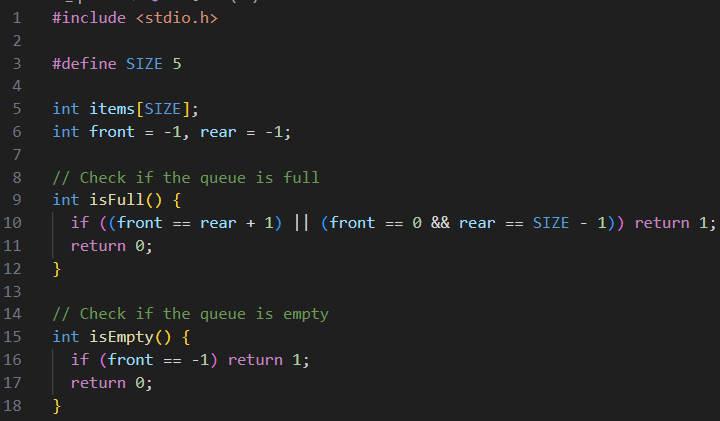 1 #include <stdio.h>
2
3 #define SIZE 5
4
5 int items[SIZE];
6 int front = -1, rear = -1;
7
8 // Check if the queue is full
9 int isFull() {
10 if ((front == rear + 1) || (front == 0 && rear == SIZE - 1)) return 1;
11 return 0;
12 }
13
14 // Check if the queue is empty
15 int isEmpty() {
16 if (front == -1) return 1;
17 return 0;
18 }